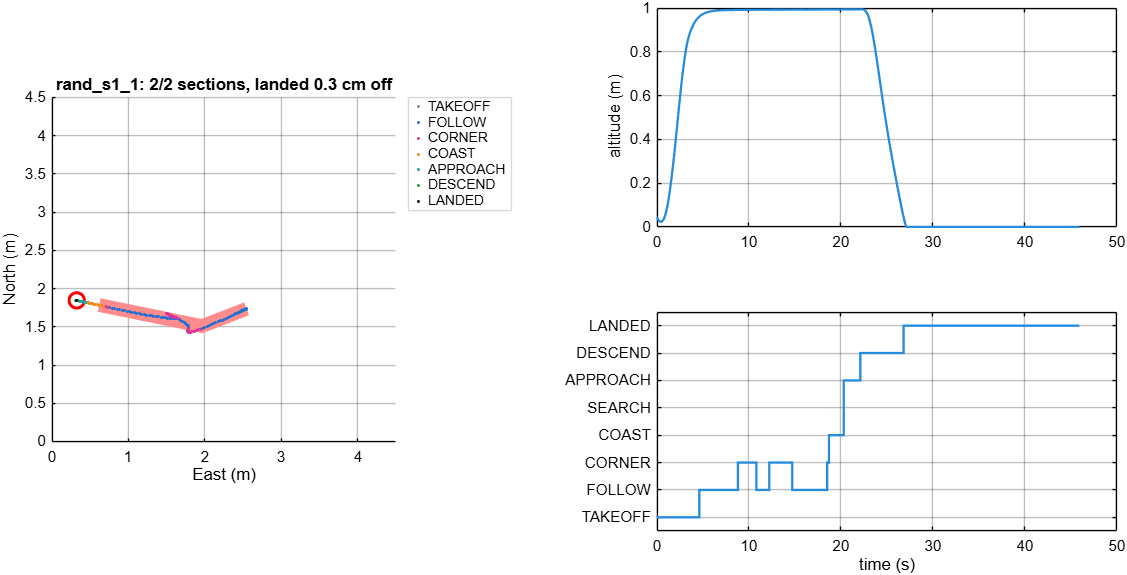 rand_s1_1: 2/2 sections, landed 0.3 cm off
4.5
4
3.5
3
2.5
2
1.5
1
0.5
0
0 1 2 3 4
North (m)
East (m)
TAKEOFF
FOLLOW
CORNER
COAST
APPROACH
DESCEND
LANDED
1
0.8
0.6
0.4
0.2
0
altitude (m)
0 10 20 30 40 50
LANDED
DESCEND
APPROACH
SEARCH
COAST
CORNER
FOLLOW
TAKEOFF
0 10 20 30 40 50
time (s)